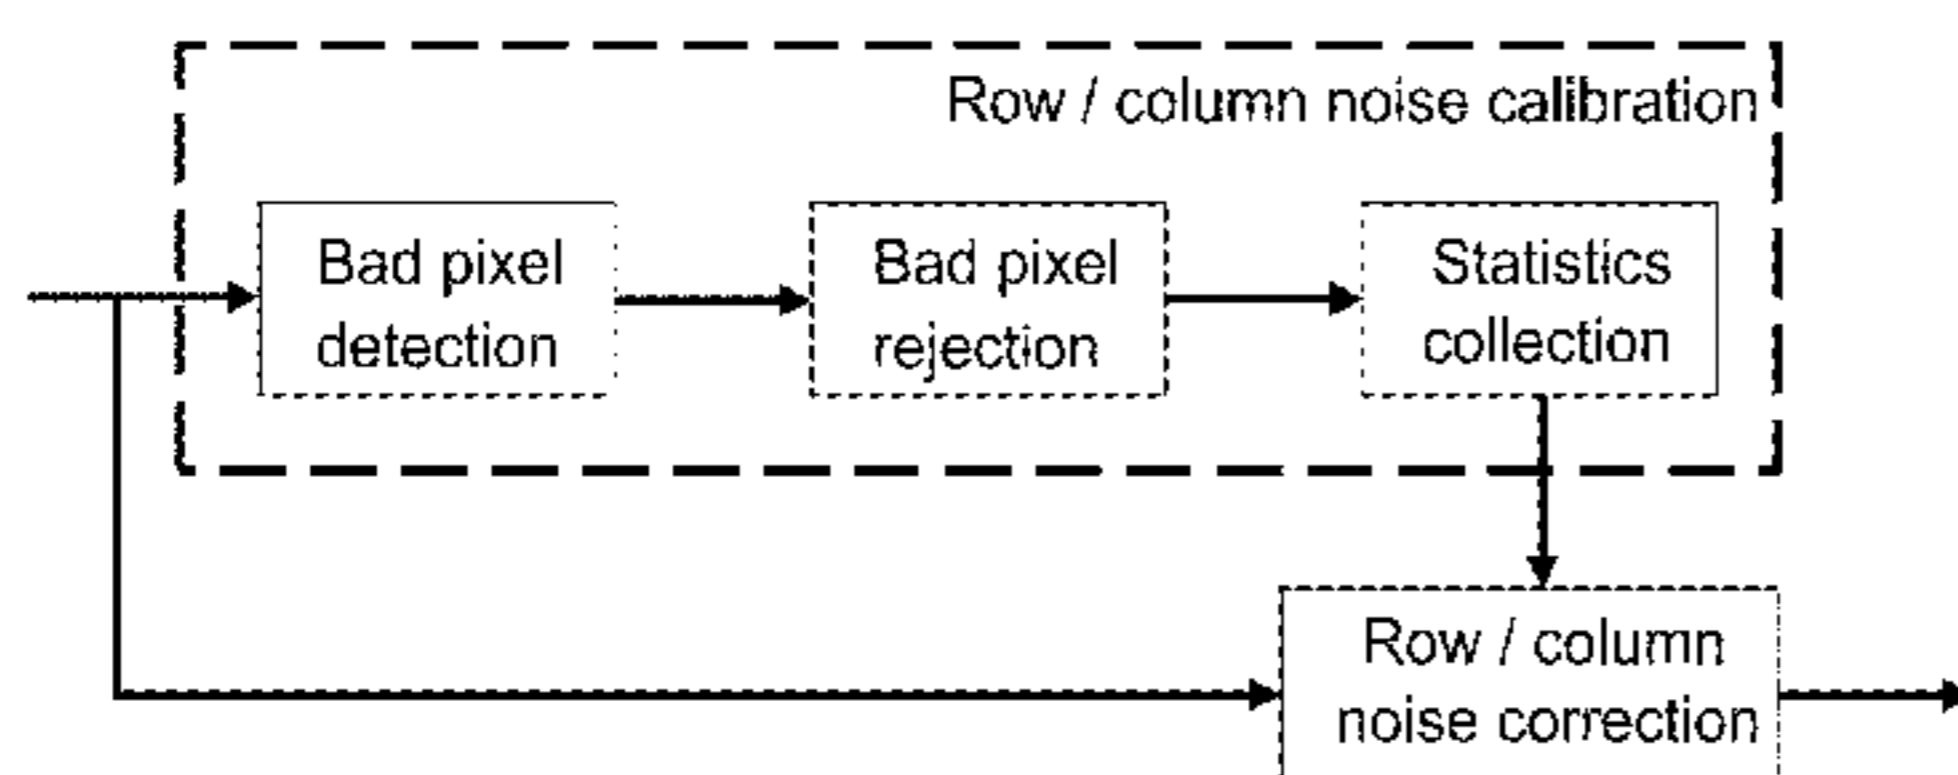 Row / column noise calibration
Bad pixel
detection
Bad pixel
rejection
Statistics
collection
Row / column
noise correction